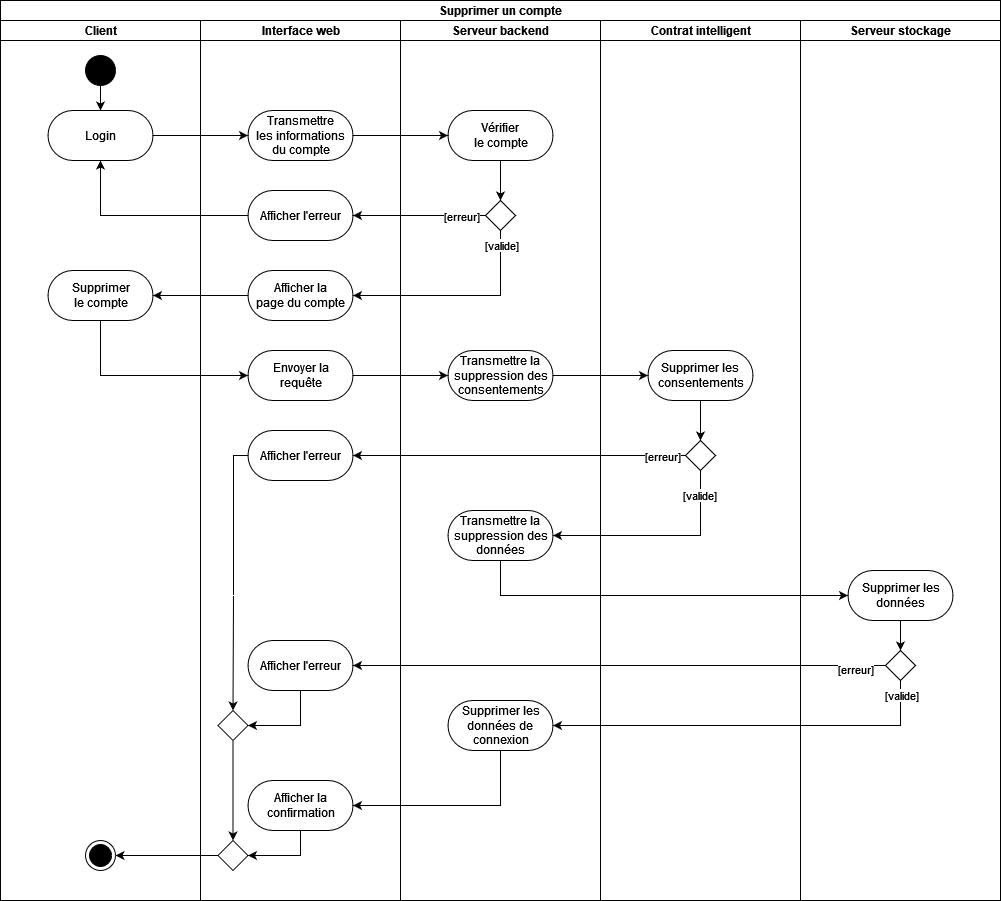 Supprimer un compte
Client
Interface web
Serveur backend
Contrat intelligent
Serveur stockage
Login
Transmettre
les informations
du compte
Vérifier
le compte
Afficher l'erreur
[erreur]
[valide]
Supprimer
le compte
Afficher la
page du compte
Envoyer la
requête
Transmettre la
suppression des
consentements
Supprimer les
consentements
Afficher l'erreur
[erreur]
[valide]
Transmettre la
suppression des
données
Supprimer les
données
Afficher l'erreur
[erreur]
[valide]
Supprimer les
données de
connexion
Afficher la
confirmation